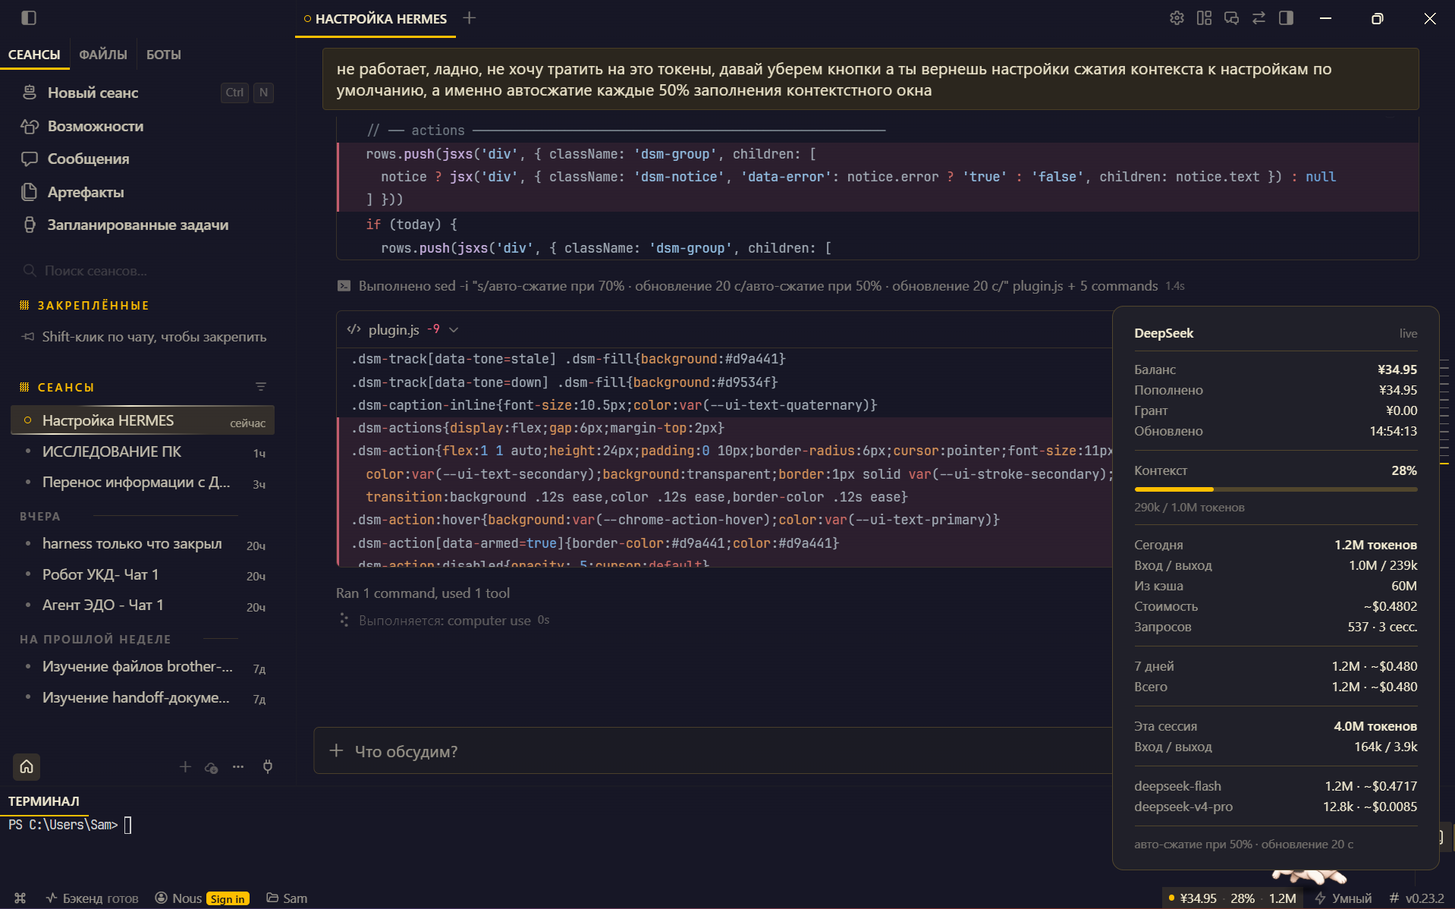 НАСТРОЙКА HERMES
СЕАНСЫ
ФАЙЛЫ
БОТЫ
Новый сеанс
Ctrl
N
Возможности
Сообщения
Артефакты
Запланированные задачи
Поиск сеансов...
ЗАКРЕПЛЁННЫЕ
Shift-клик по чату, чтобы закрепить
СЕАНСЫ
Настройка HERMES
сейчас
ИССЛЕДОВАНИЕ ПК
1ч
Перенос информации с Д...
3ч
ВЧЕРА
harness только что закрыл
20ч
Робот УКД- Чат 1
20ч
Агент ЭДО - Чат 1
20ч
НА ПРОШЛОЙ НЕДЕЛЕ
Изучение файлов brother-...
7д
Изучение handoff-докуме...
7д
не работает, ладно, не хочу тратить на это токены, давай уберем кнопки а ты вернешь настройки сжатия контекста к настройкам по
умолчанию, а именно автосжатие каждые 50% заполнения контектстного окна
// — actions
rows.push(jsxs('div', { className: 'dsm-group', children: [
notice ? jsx('div', { className: 'dsm-notice', 'data-error': notice.error ? 'true' : 'false', children: notice.text }) : null
] }))
if (today) {
rows.push(jsxs('div', { className: 'dsm-group', children: [
Выполнено sed -i "s/авто-сжатие при 70% · обновление 20 с/авто-сжатие при 50% · обновление 20 с/" plugin.js + 5 commands 1.4s
plugin.js -9
.dsm-track[data-tone=stale] .dsm-fill{background:#d9a441}
.dsm-track[data-tone=down] .dsm-fill{background:#d9534f}
.dsm-caption-inline{font-size:10.5px;color:var(--ui-text-quaternary)}
.dsm-actions{display:flex;gap:6px;margin-top:2px}
.dsm-action{flex:1 1 auto;height:24px;padding:0 10px;border-radius:6px;cursor:pointer;font-size:11px
color:var(--ui-text-secondary);background:transparent;border:1px solid var(--ui-stroke-secondary);
transition:background .12s ease,color .12s ease,border-color .12s ease}
.dsm-action:hover{background:var(--chrome-action-hover);color:var(--ui-text-primary)}
.dsm-action[data-armed=true]{border-color:#d9a441;color:#d9a441}
.dsm-action:disabled{opacity:.5;cursor:default}
Ran 1 command, used 1 tool
Выполняется: computer use 0s
Что обсудим?
DeepSeek
live
Баланс ¥34.95
Пополнено ¥34.95
Грант ¥0.00
Обновлено 14:54:13
Контекст 28%
290k / 1.0M токенов
Сегодня 1.2M токенов
Вход / выход 1.0M / 239k
Из кэша 60M
Стоимость ~$0.4802
Запросов 537 · 3 сесс.
7 дней 1.2M · ~$0.480
Всего 1.2M · ~$0.480
Эта сессия 4.0M токенов
Вход / выход 164k / 3.9k
deepseek-flash 1.2M · ~$0.4717
deepseek-v4-pro 12.8k · ~$0.0085
авто-сжатие при 50% · обновление 20 с
ТЕРМИНАЛ
PS C:\Users\Sam>
Бэкенд готов
Nous
Sign in
Sam
¥34.95 · 28% · 1.2M
Умный
# v0.23.2